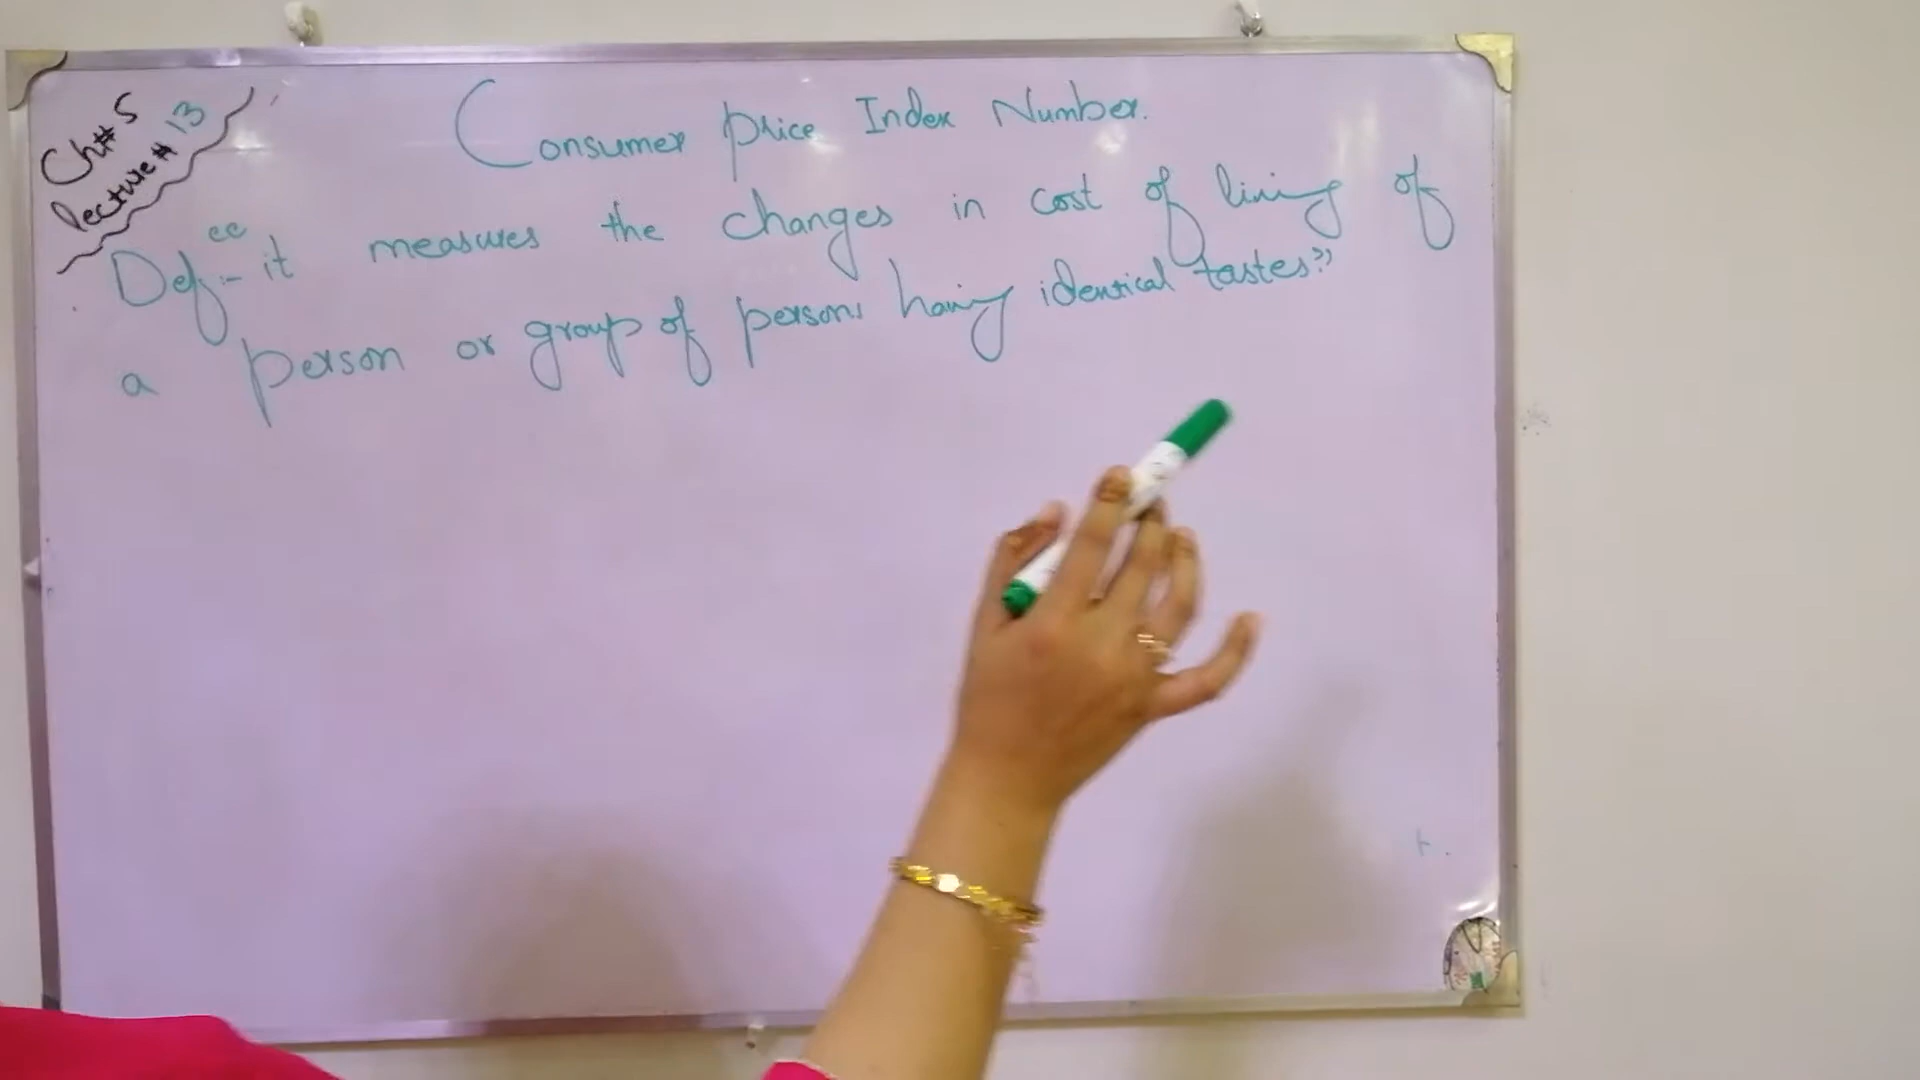 Ch# 5
lecture# 13
Consumer Price Index Number.
Def:- "it measures the changes in cost of living of
a person or group of persons having identical tastes"